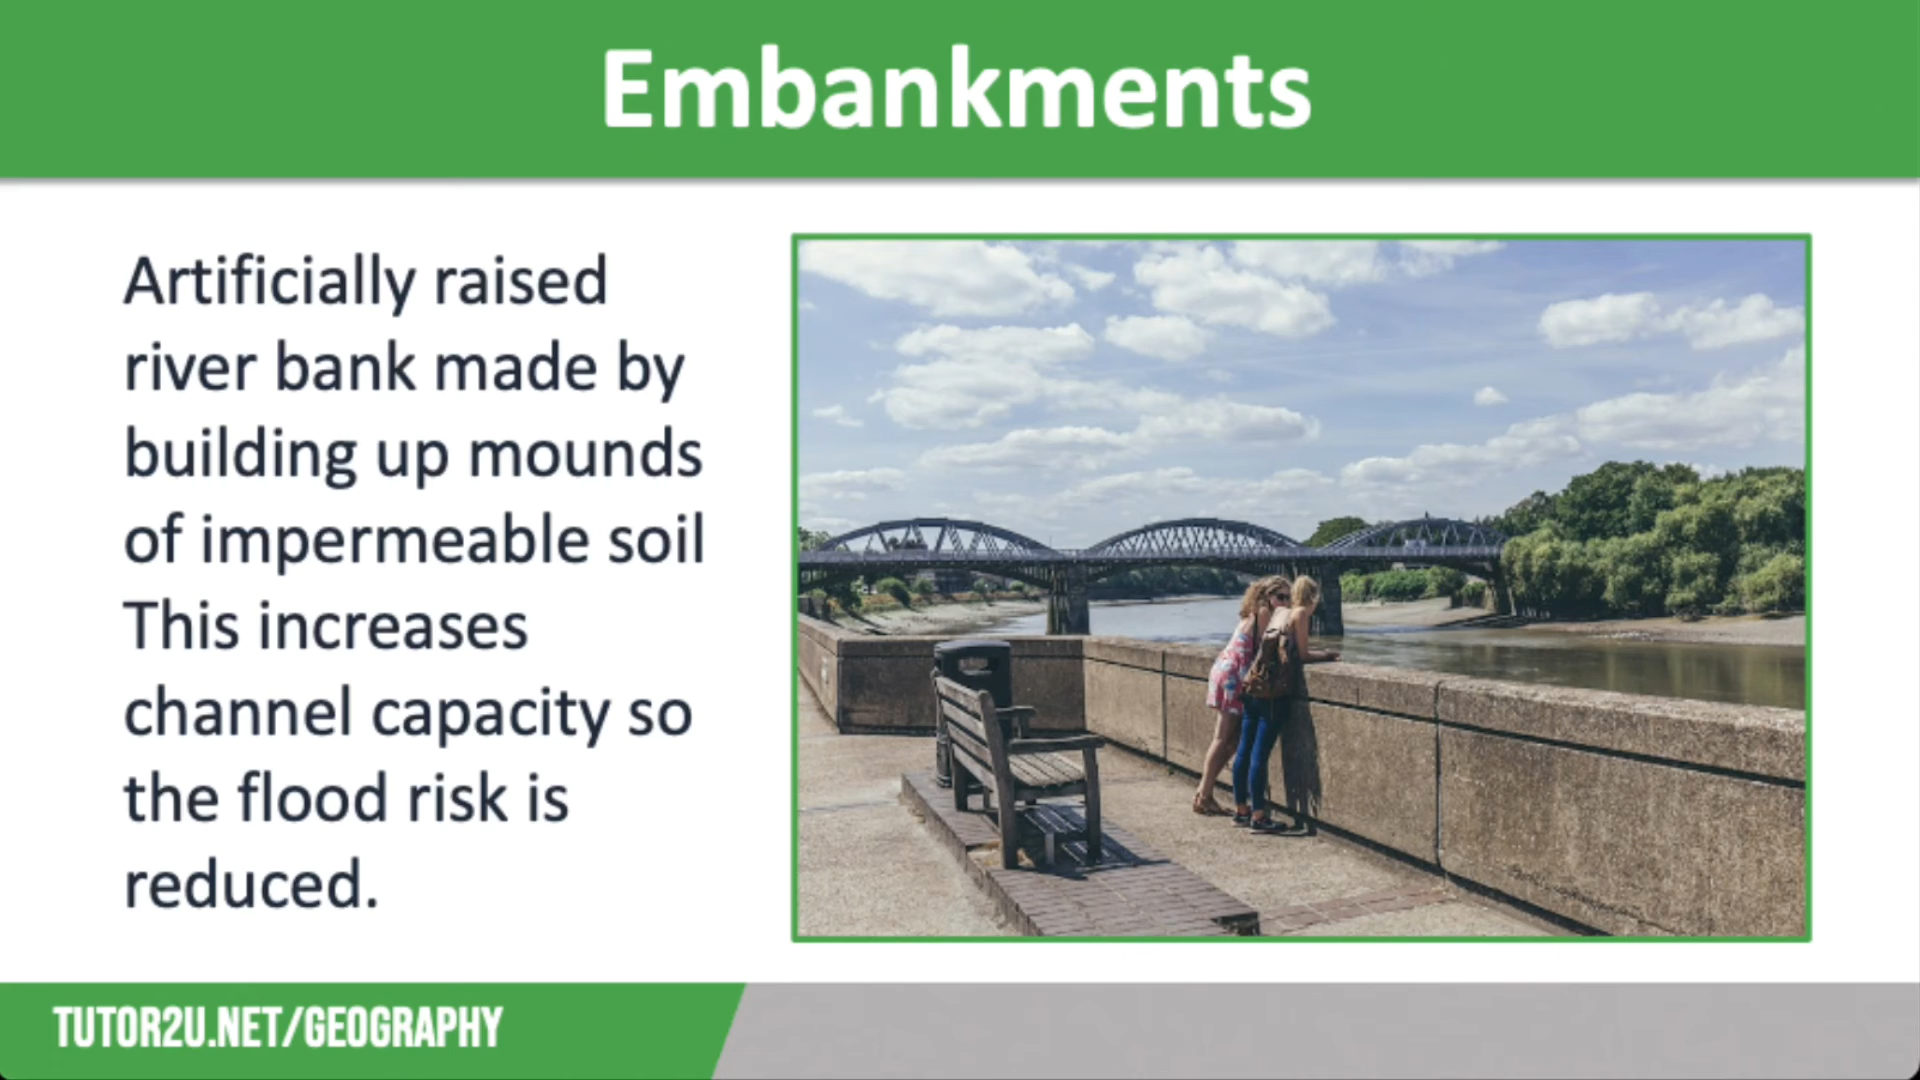 Embankments
Artificially raised
river bank made by
building up mounds
of impermeable soil
This increases
channel capacity so
the flood risk is
reduced.
TUTOR2U.NET/GEOGRAPHY